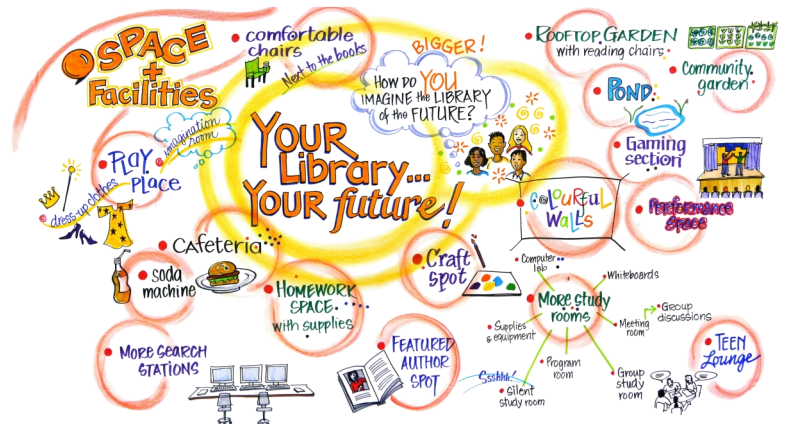 SPACE
+
Facilities
comfortable
chairs
Next to the books
BIGGER!
HOW DO YOU
IMAGINE the LIBRARY
of the FUTURE?
ROOFTOP GARDEN
with reading chairs
Community
garden
POND
Gaming
section
imagination
room
PLAY
PLACE
dress-up clothes
YOUR
Library...
YOUR future!
COLOURFUL
WALLS
PERFORMANCE
SPACE
CAFETERIA
Soda
machine
HOMEWORK
SPACE
with supplies
Craft
spot
Computer
lab
Whiteboards
More study
rooms
Group
discussions
Meeting
room
Supplies
& equipment
Program
room
Group
study
room
Ssshhh!
Silent
study room
MORE SEARCH
STATIONS
FEATURED
AUTHOR
SPOT
TEEN
Lounge